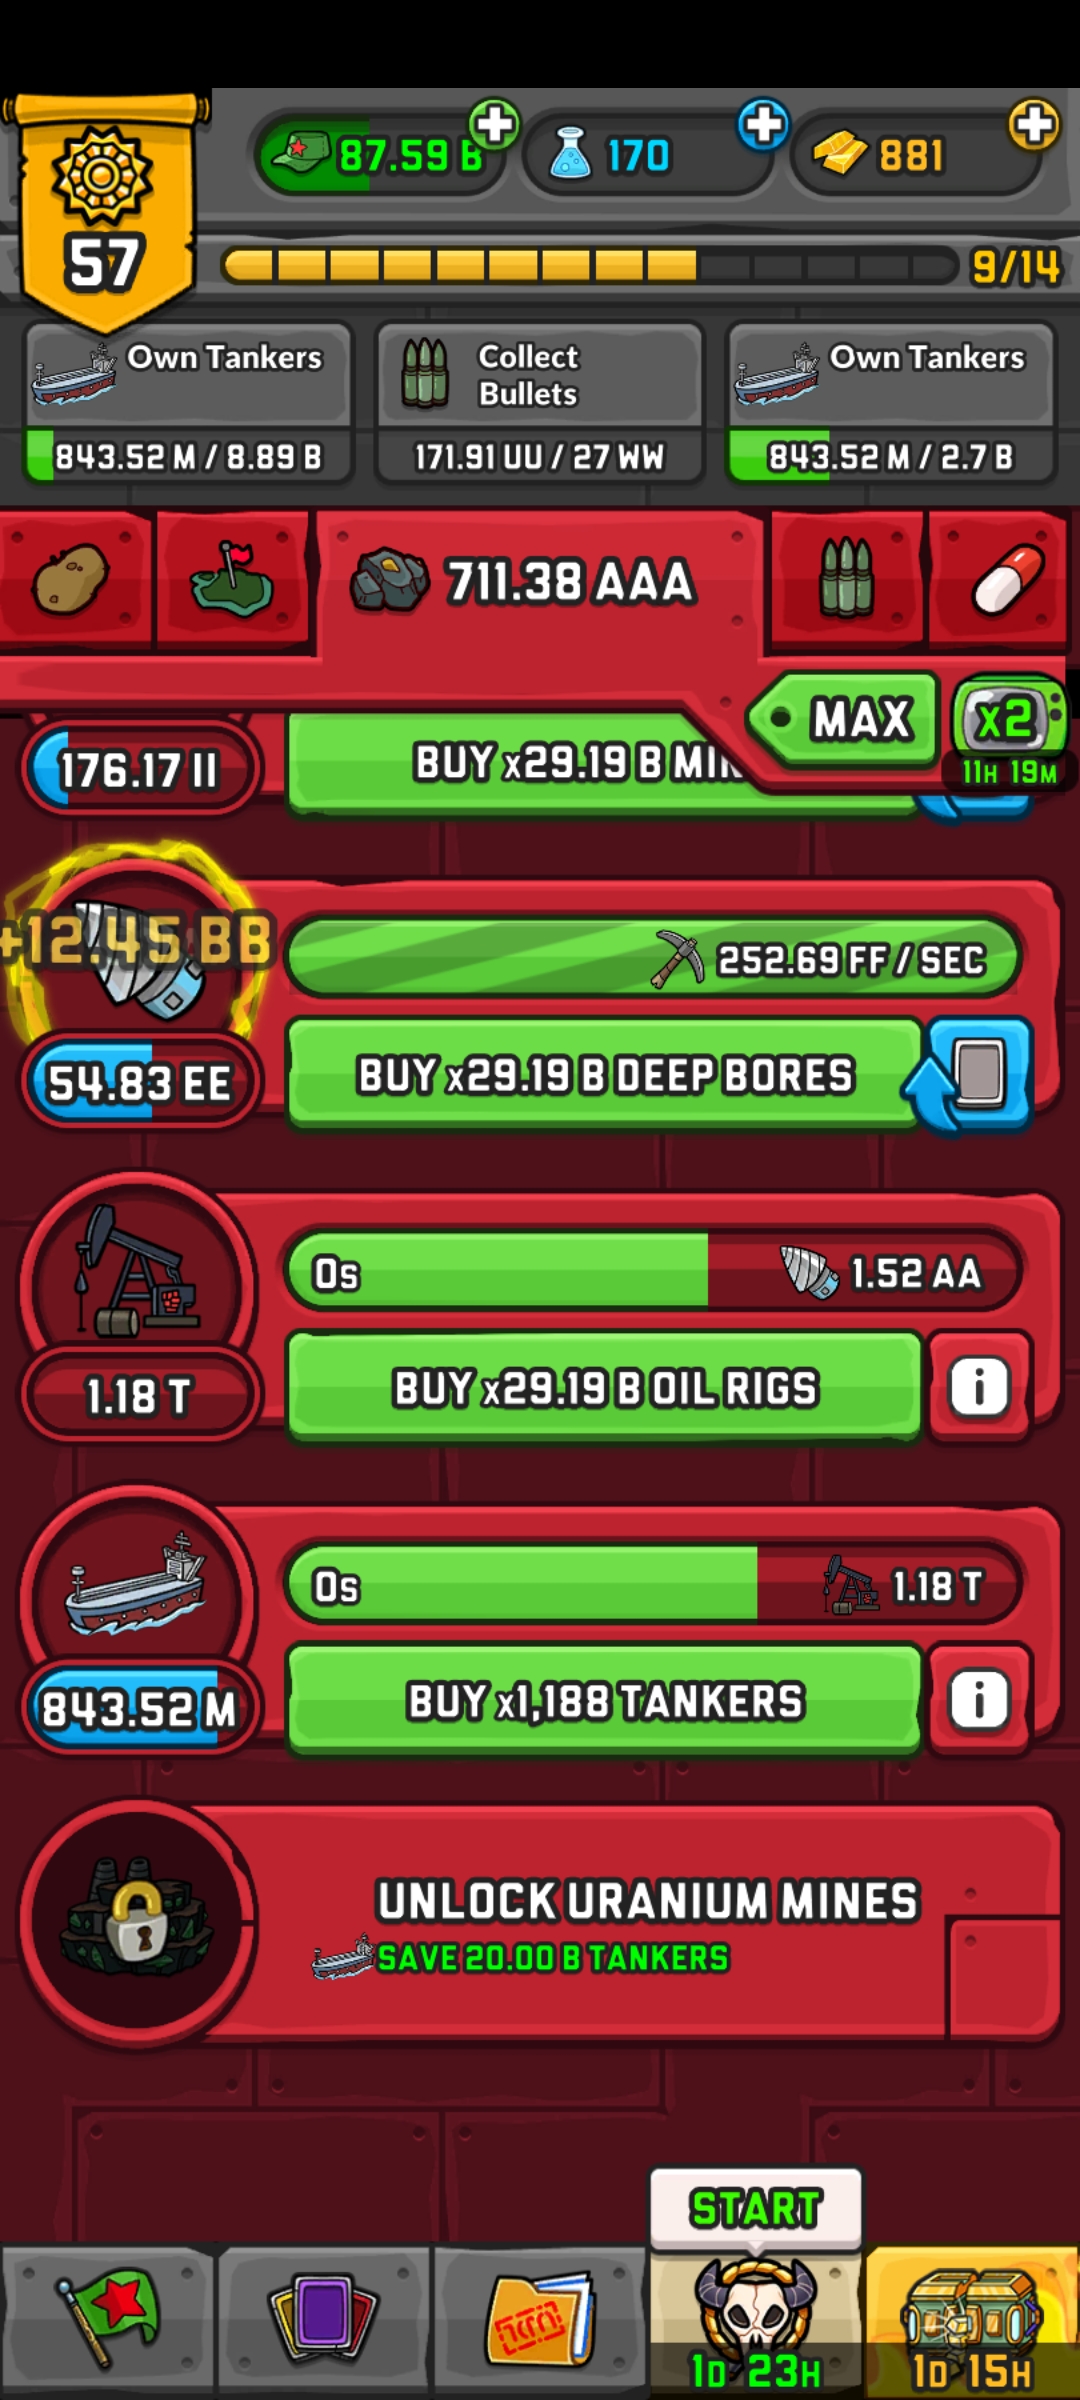 87.59 B
170
881
57
9/14
Own Tankers
843.52 M / 8.89 B
Collect
Bullets
171.91 UU / 27 WW
Own Tankers
843.52 M / 2.7 B
711.38 AAA
MAX
x2
11H 19M
176.17 II
BUY x29.19 B
+12.45 BB
252.69 FF / SEC
54.83 EE
BUY x29.19 B DEEP BORES
0s
1.52 AA
1.18 T
BUY x29.19 B OIL RIGS
i
0s
1.18 T
843.52 M
BUY x1,188 TANKERS
i
UNLOCK URANIUM MINES
SAVE 20.00 B TANKERS
START
1D 23H
1D 15H